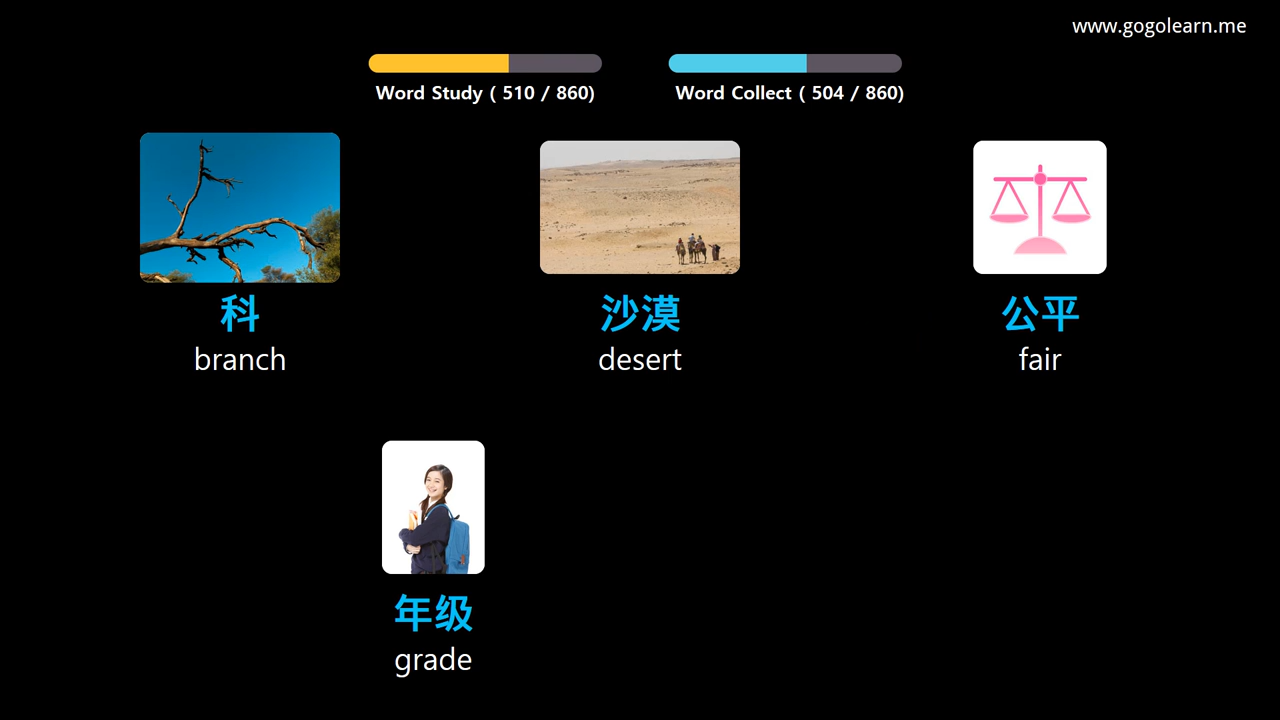 www.gogolearn.me
Word Study ( 510 / 860)
Word Collect ( 504 / 860)
科
branch
沙漠
desert
公平
fair
年级
grade